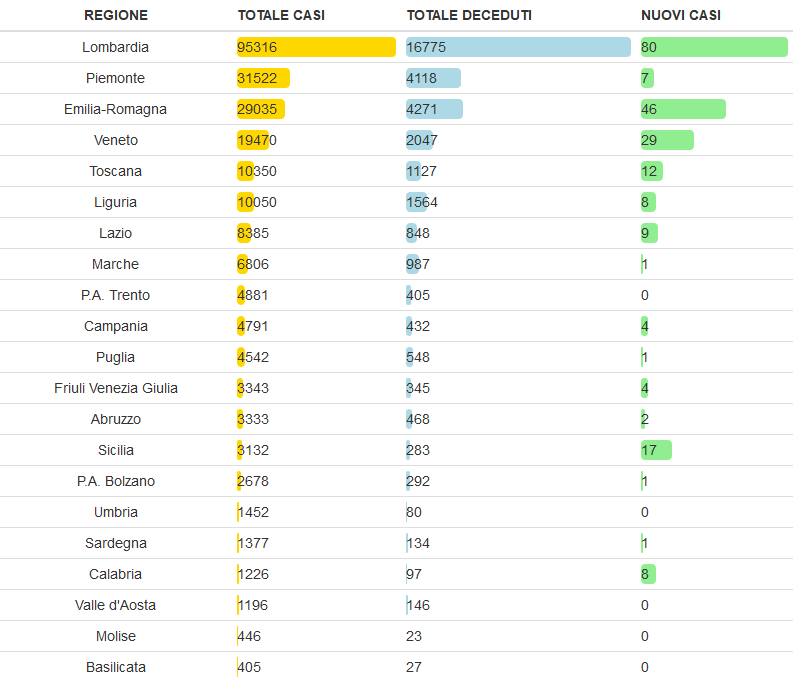 REGIONE TOTALE CASI TOTALE DECEDUTI NUOVI CASI
Lombardia 95316 16775 80
Piemonte 31522 4118 7
Emilia-Romagna 29035 4271 46
Veneto 19470 2047 29
Toscana 10350 1127 12
Liguria 10050 1564 8
Lazio 8385 848 9
Marche 6806 987 1
P.A. Trento 4881 405 0
Campania 4791 432 4
Puglia 4542 548 1
Friuli Venezia Giulia 3343 345 4
Abruzzo 3333 468 2
Sicilia 3132 283 17
P.A. Bolzano 2678 292 1
Umbria 1452 80 0
Sardegna 1377 134 1
Calabria 1226 97 8
Valle d'Aosta 1196 146 0
Molise 446 23 0
Basilicata 405 27 0